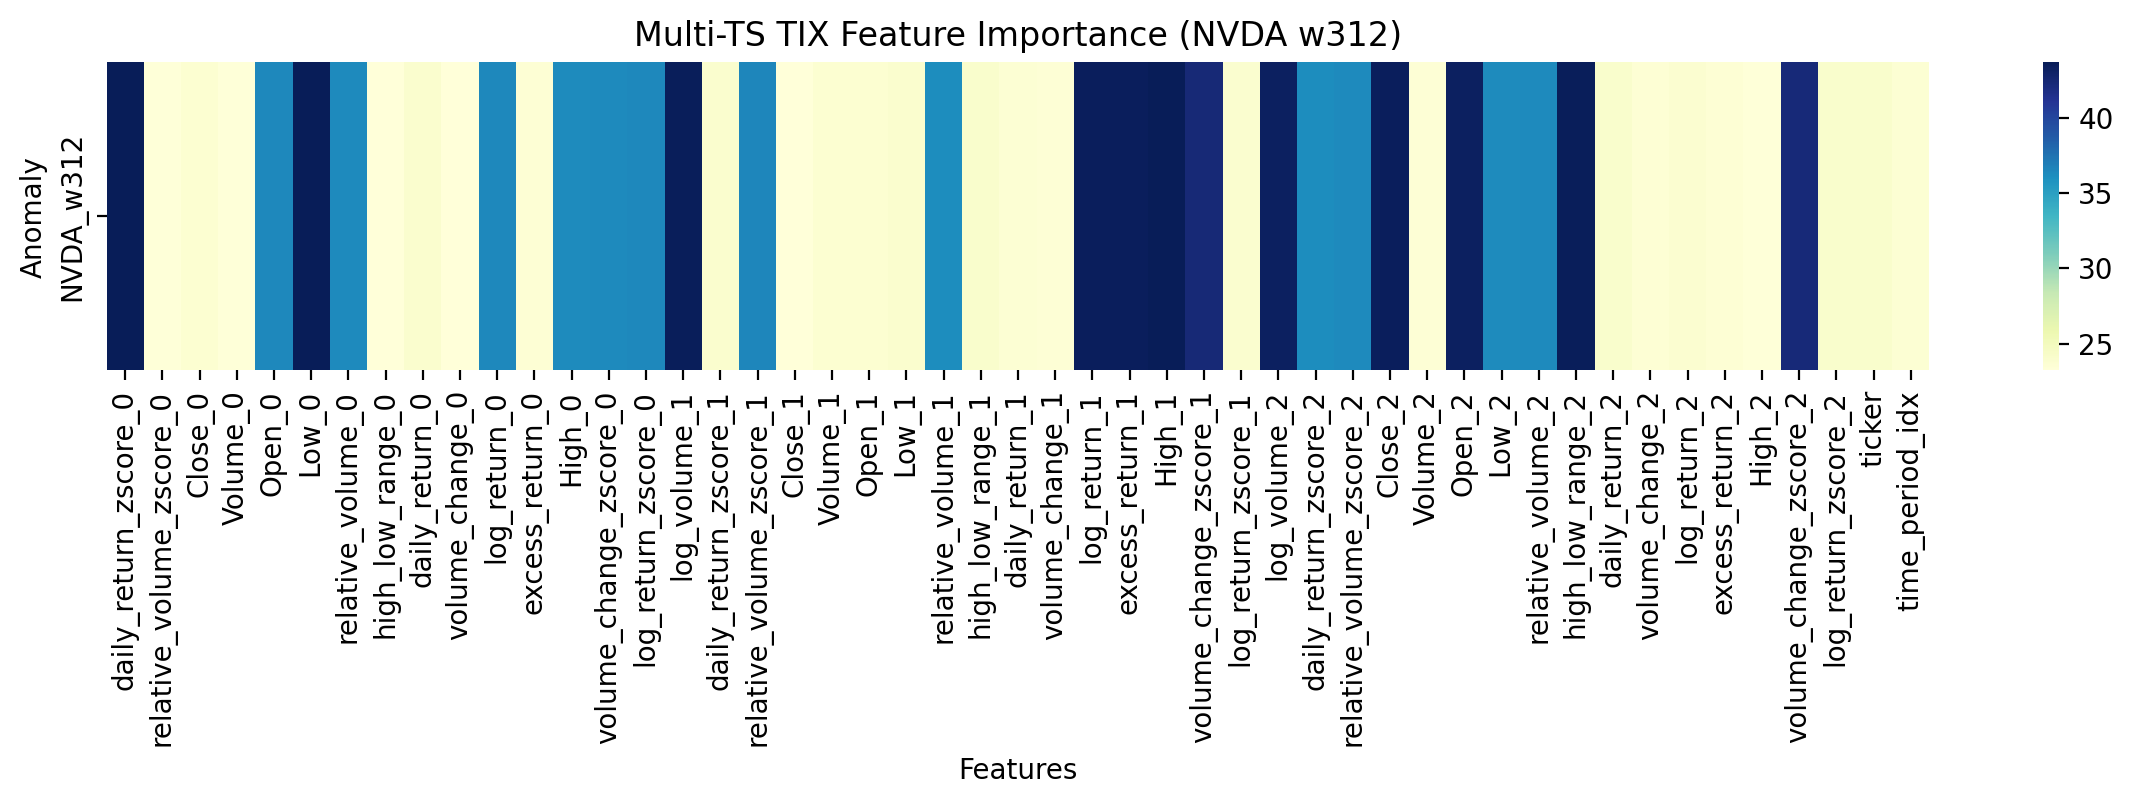 Multi-TS TIX Feature Importance (NVDA w312)
Anomaly
NVDA_w312
40
35
30
25
daily_return_zscore_0
relative_volume_zscore_0
Close_0
Volume_0
Open_0
Low_0
relative_volume_0
high_low_range_0
daily_return_0
volume_change_0
log_return_0
excess_return_0
High_0
volume_change_zscore_0
log_return_zscore_0
log_volume_1
daily_return_zscore_1
relative_volume_zscore_1
Close_1
Volume_1
Open_1
Low_1
relative_volume_1
high_low_range_1
daily_return_1
volume_change_1
log_return_1
excess_return_1
High_1
volume_change_zscore_1
log_return_zscore_1
log_volume_2
daily_return_zscore_2
relative_volume_zscore_2
Close_2
Volume_2
Open_2
Low_2
relative_volume_2
high_low_range_2
daily_return_2
volume_change_2
log_return_2
excess_return_2
High_2
volume_change_zscore_2
log_return_zscore_2
ticker
time_period_idx
Features